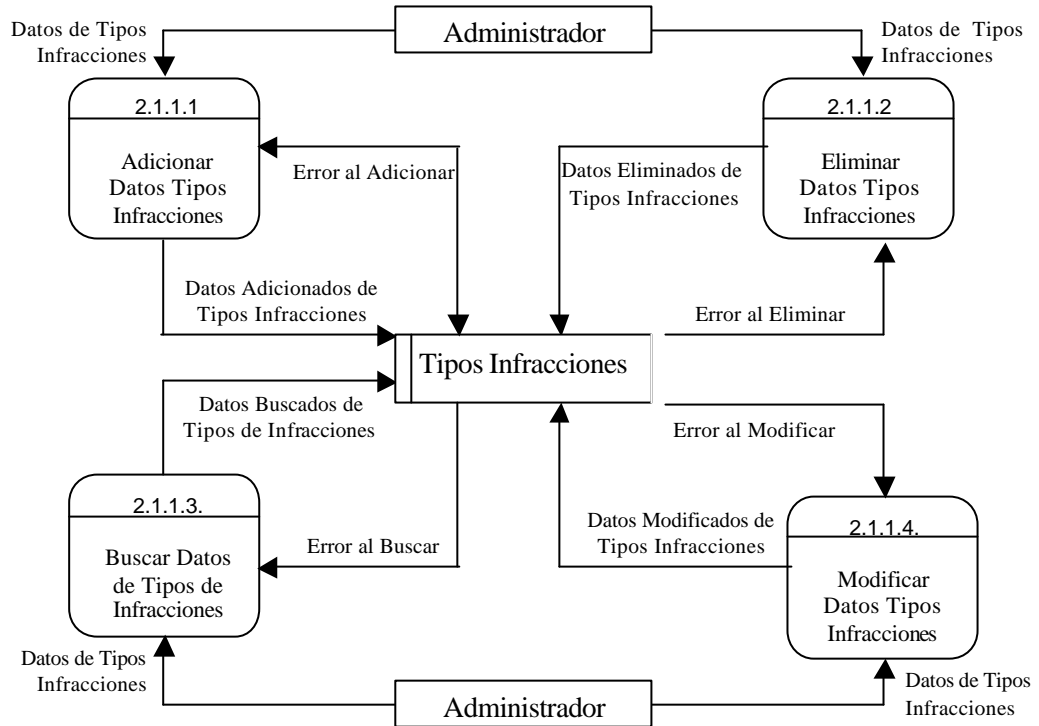 Datos de Tipos
Infracciones
Administrador
Datos de Tipos
Infracciones
2.1.1.1
Adicionar
Datos Tipos
Infracciones
2.1.1.2
Eliminar
Datos Tipos
Infracciones
Error al Adicionar
Datos Eliminados de
Tipos Infracciones
Datos Adicionados de
Tipos Infracciones
Error al Eliminar
Tipos Infracciones
Datos Buscados de
Tipos de Infracciones
Error al Modificar
2.1.1.3.
Buscar Datos
de Tipos de
Infracciones
Error al Buscar
Datos Modificados de
Tipos Infracciones
2.1.1.4.
Modificar
Datos Tipos
Infracciones
Datos de Tipos
Infracciones
Administrador
Datos de Tipos
Infracciones